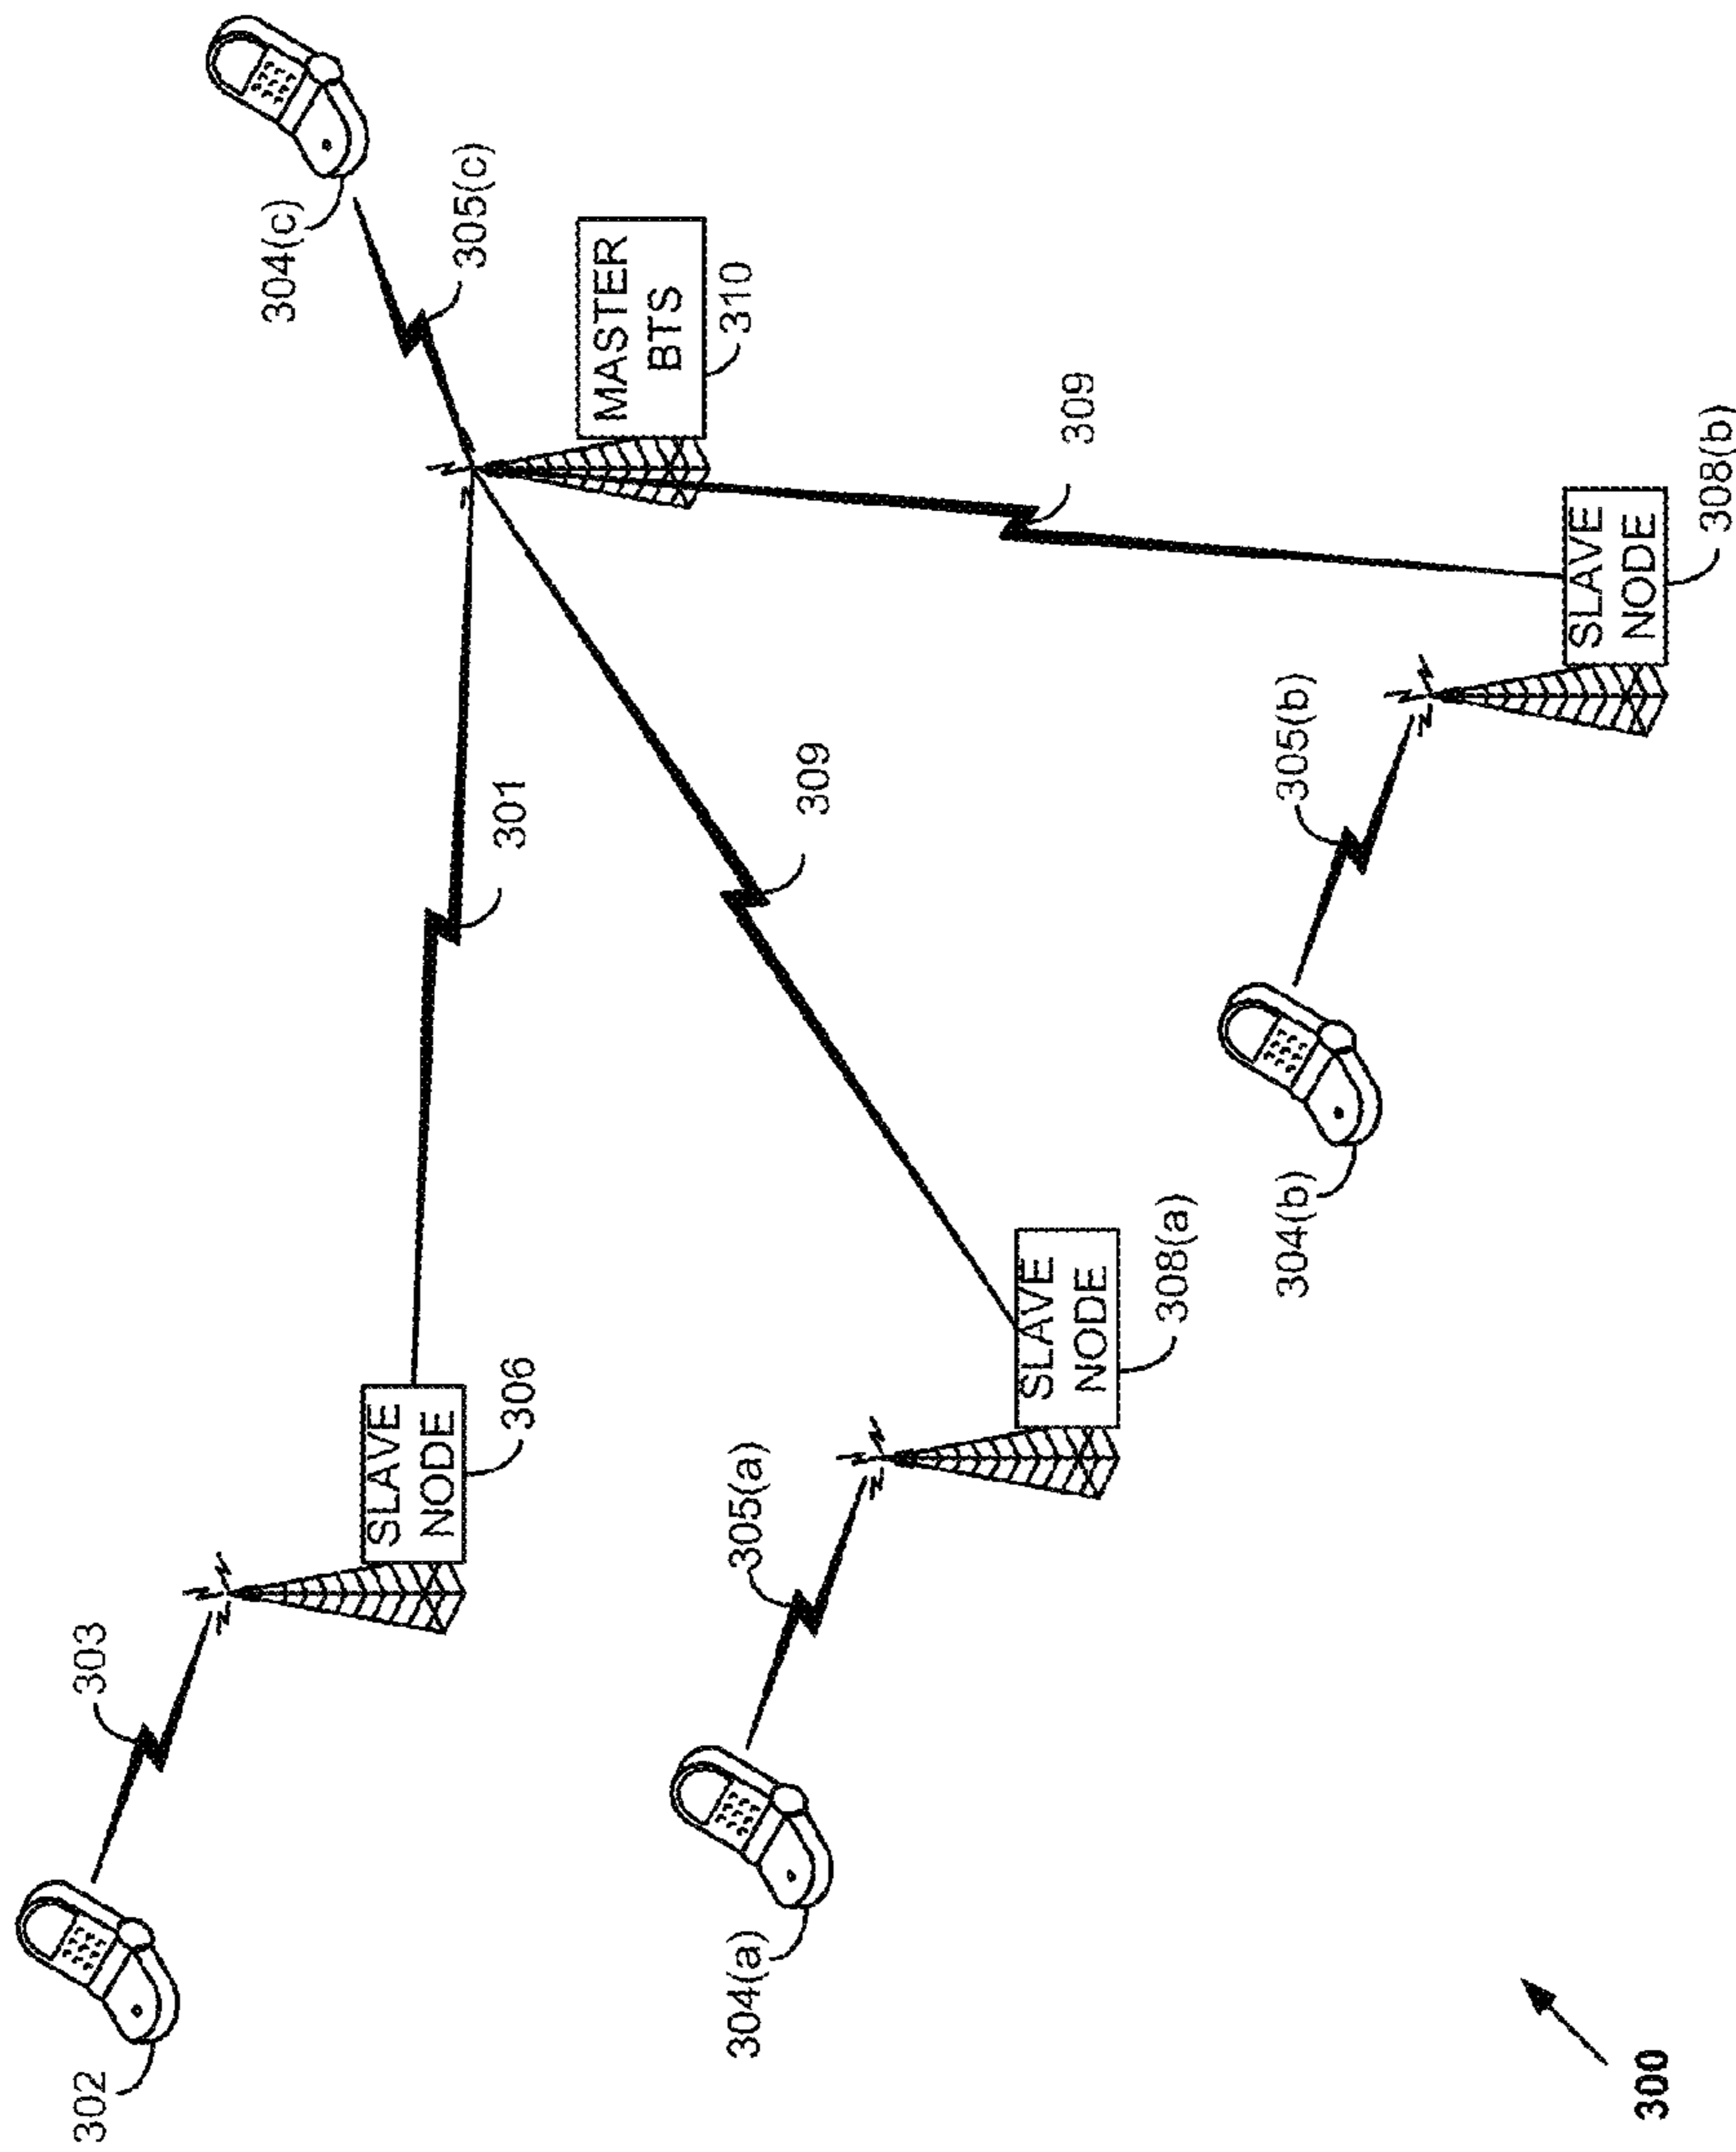 302
303
SLAVE
NODE
306
301
304(c)
305(c)
MASTER
BTS
310
304(a)
305(a)
SLAVE
NODE
308(a)
309
309
304(b)
305(b)
SLAVE
NODE
308(b)
300